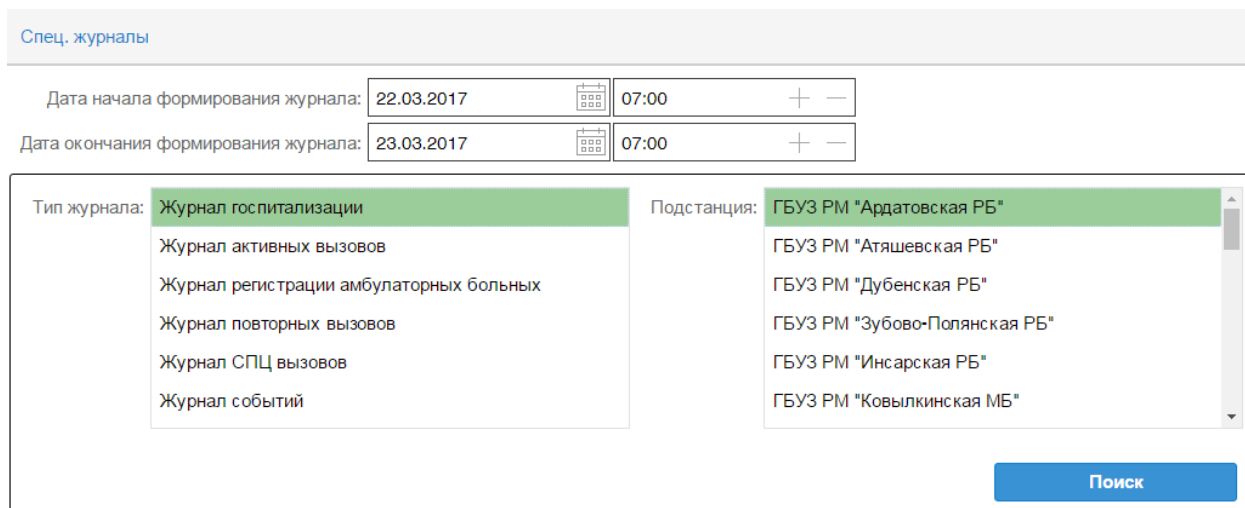 Спец. журналы
Дата начала формирования журнала: 22.03.2017 07:00
Дата окончания формирования журнала: 23.03.2017 07:00
Тип журнала: Журнал госпитализации
Журнал активных вызовов
Журнал регистрации амбулаторных больных
Журнал повторных вызовов
Журнал СПЦ вызовов
Журнал событий
Подстанция: ГБУЗ РМ "Ардатовская РБ"
ГБУЗ РМ "Атяшевская РБ"
ГБУЗ РМ "Дубенская РБ"
ГБУЗ РМ "Зубово-Полянская РБ"
ГБУЗ РМ "Инсарская РБ"
ГБУЗ РМ "Ковылкинская МБ"
Поиск